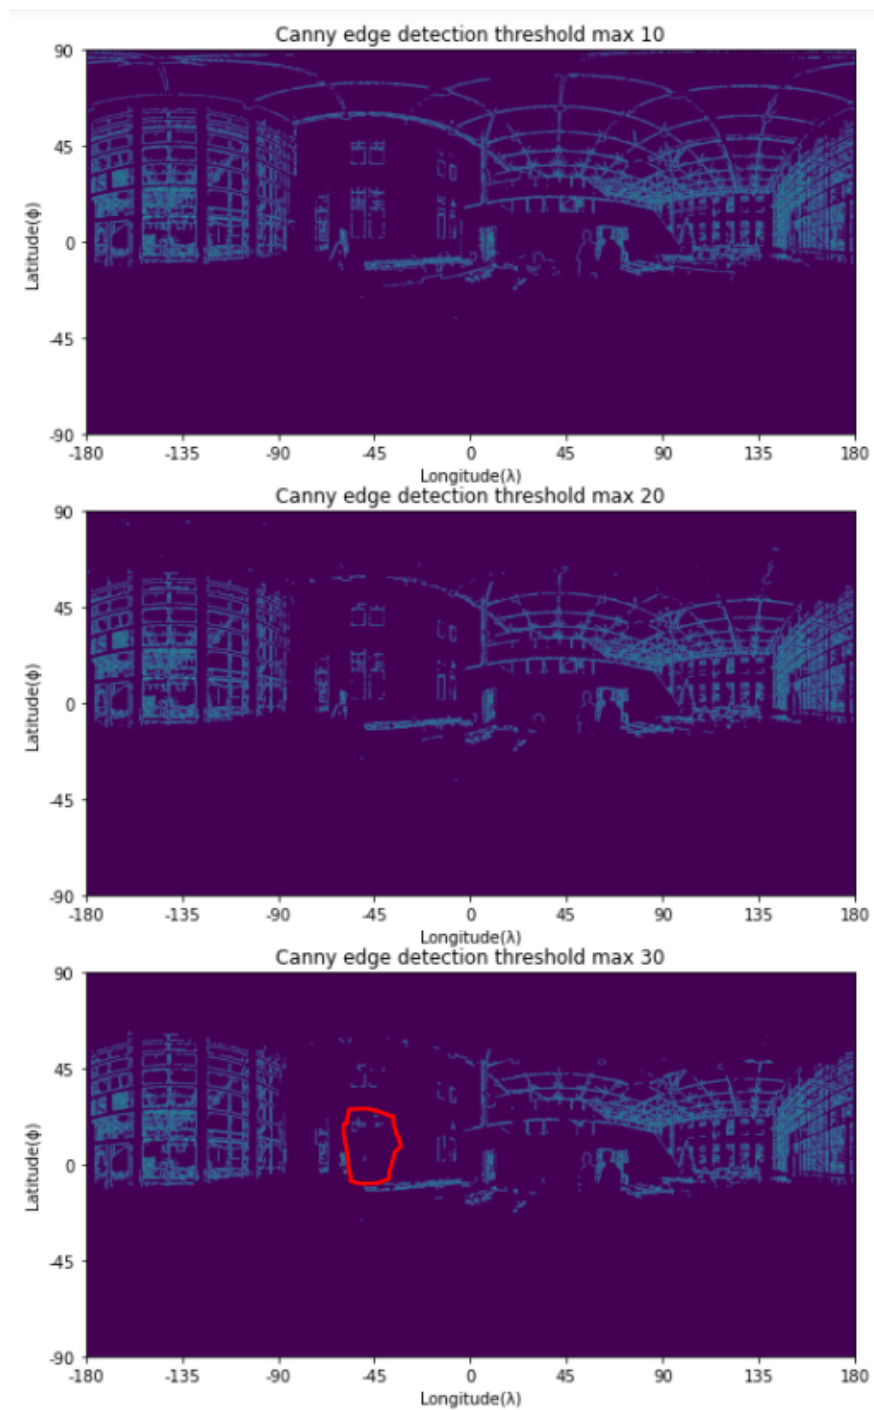 Canny edge detection threshold max 10
90
45
0
-45
-90
Latitude(ϕ)
-180 -135 -90 -45 0 45 90 135 180
Longitude(λ)
Canny edge detection threshold max 20
90
45
0
-45
-90
Latitude(ϕ)
-180 -135 -90 -45 0 45 90 135 180
Longitude(λ)
Canny edge detection threshold max 30
90
45
0
-45
-90
Latitude(ϕ)
-180 -135 -90 -45 0 45 90 135 180
Longitude(λ)